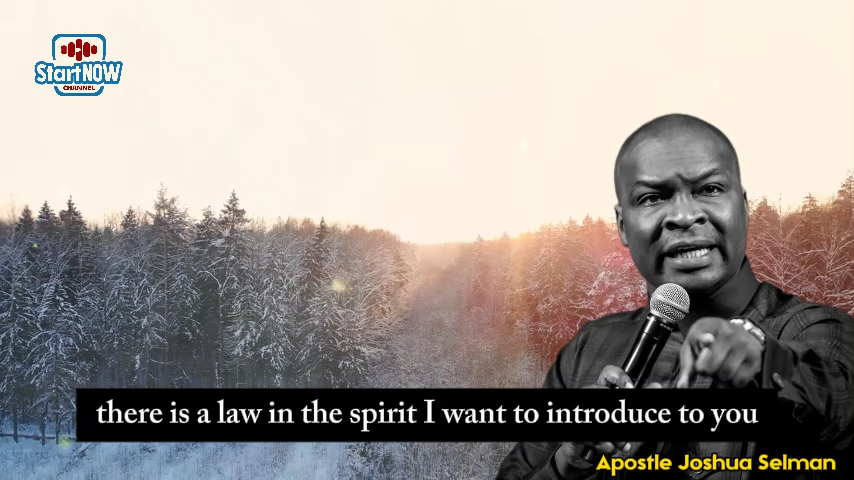 StartNOW
CHANNEL
there is a law in the spirit I want to introduce to you
Apostle Joshua Selman